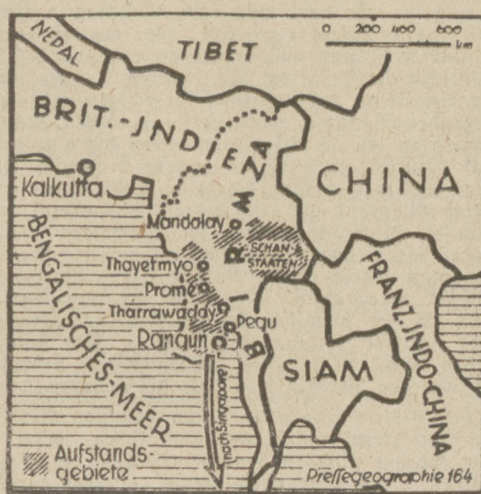 NEPAL
TIBET
0 200 400 600
km
BRIT.-JNDIEN
CHINA
Kalkutta
BIRMA
Mandalay
SCHAN-
STAATEN
Thayetmyo
Prome
Tharrawaddy
Pegu
Rangun
BENGALISCHES-MEER
FRANZ. INDO-CHINA
SIAM
nach Singapore
Aufstands-
gebiete
Pressegeographie 164